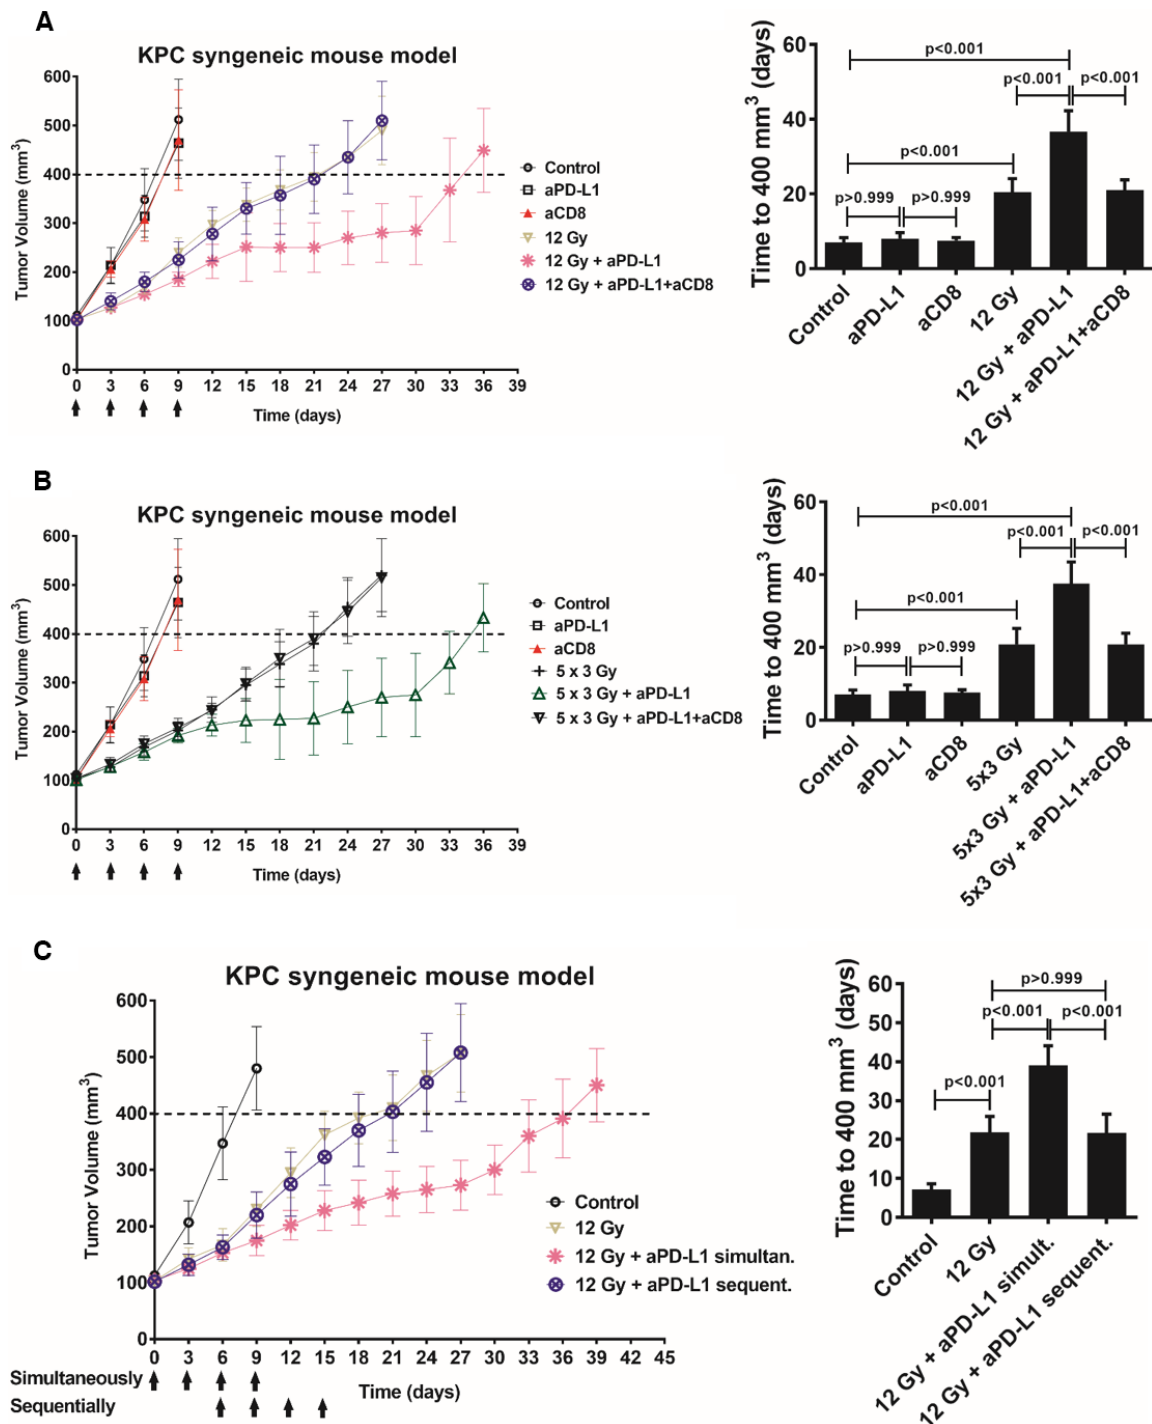 A
KPC syngeneic mouse model
Tumor Volume (mm³)
600
500
400
300
200
100
0
0 3 6 9 12 15 18 21 24 27 30 33 36 39
Time (days)
Control
aPD-L1
aCD8
12 Gy
12 Gy + aPD-L1
12 Gy + aPD-L1+aCD8
Time to 400 mm³ (days)
60
40
20
0
p<0.001
p<0.001 p<0.001
p<0.001
p>0.999 p>0.999
Control
aPD-L1
aCD8
12 Gy
12 Gy + aPD-L1
12 Gy + aPD-L1+aCD8
B
KPC syngeneic mouse model
Tumor Volume (mm³)
600
500
400
300
200
100
0
0 3 6 9 12 15 18 21 24 27 30 33 36 39
Time (days)
Control
aPD-L1
aCD8
5 x 3 Gy
5 x 3 Gy + aPD-L1
5 x 3 Gy + aPD-L1+aCD8
Time to 400 mm³ (days)
60
40
20
0
p<0.001
p<0.001 p<0.001
p<0.001
p>0.999 p>0.999
Control
aPD-L1
aCD8
5x3 Gy
5x3 Gy + aPD-L1
5x3 Gy + aPD-L1+aCD8
C
KPC syngeneic mouse model
Tumor Volume (mm³)
600
500
400
300
200
100
0
0 3 6 9 12 15 18 21 24 27 30 33 36 39 42 45
Time (days)
Simultaneously
Sequentially
Control
12 Gy
12 Gy + aPD-L1 simultan.
12 Gy + aPD-L1 sequent.
Time to 400 mm³ (days)
60
50
40
30
20
10
0
p>0.999
p<0.001 p<0.001
p<0.001
Control
12 Gy
12 Gy + aPD-L1 simult.
12 Gy + aPD-L1 sequent.